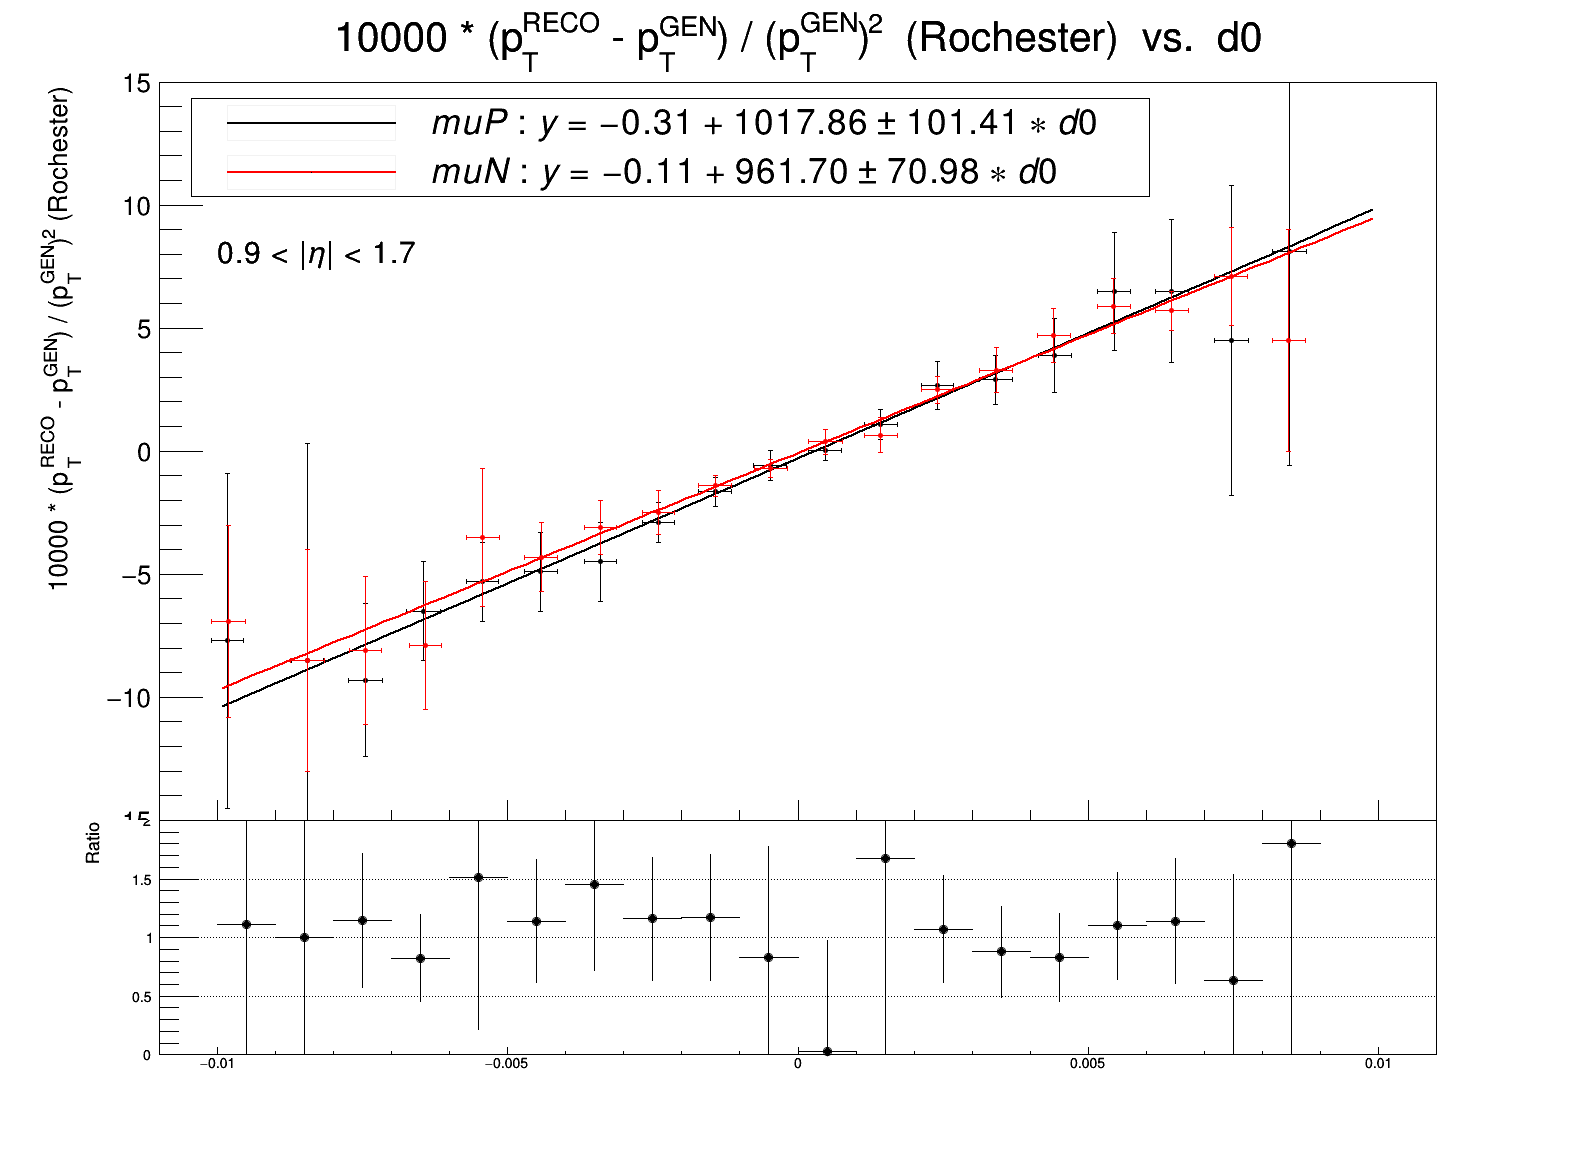 10000 * (p_T^RECO - p_T^GEN) / (p_T^GEN)^2 (Rochester) vs. d0
10000 * (p_T^RECO - p_T^GEN) / (p_T^GEN)^2 (Rochester)
15
muP : y = −0.31 + 1017.86 ± 101.41 ∗ d0
muN : y = −0.11 + 961.70 ± 70.98 ∗ d0
10
0.9 < |η| < 1.7
5
0
−5
−10
15
Ratio
2
1.5
1
0.5
0
−0.01 −0.005 0 0.005 0.01